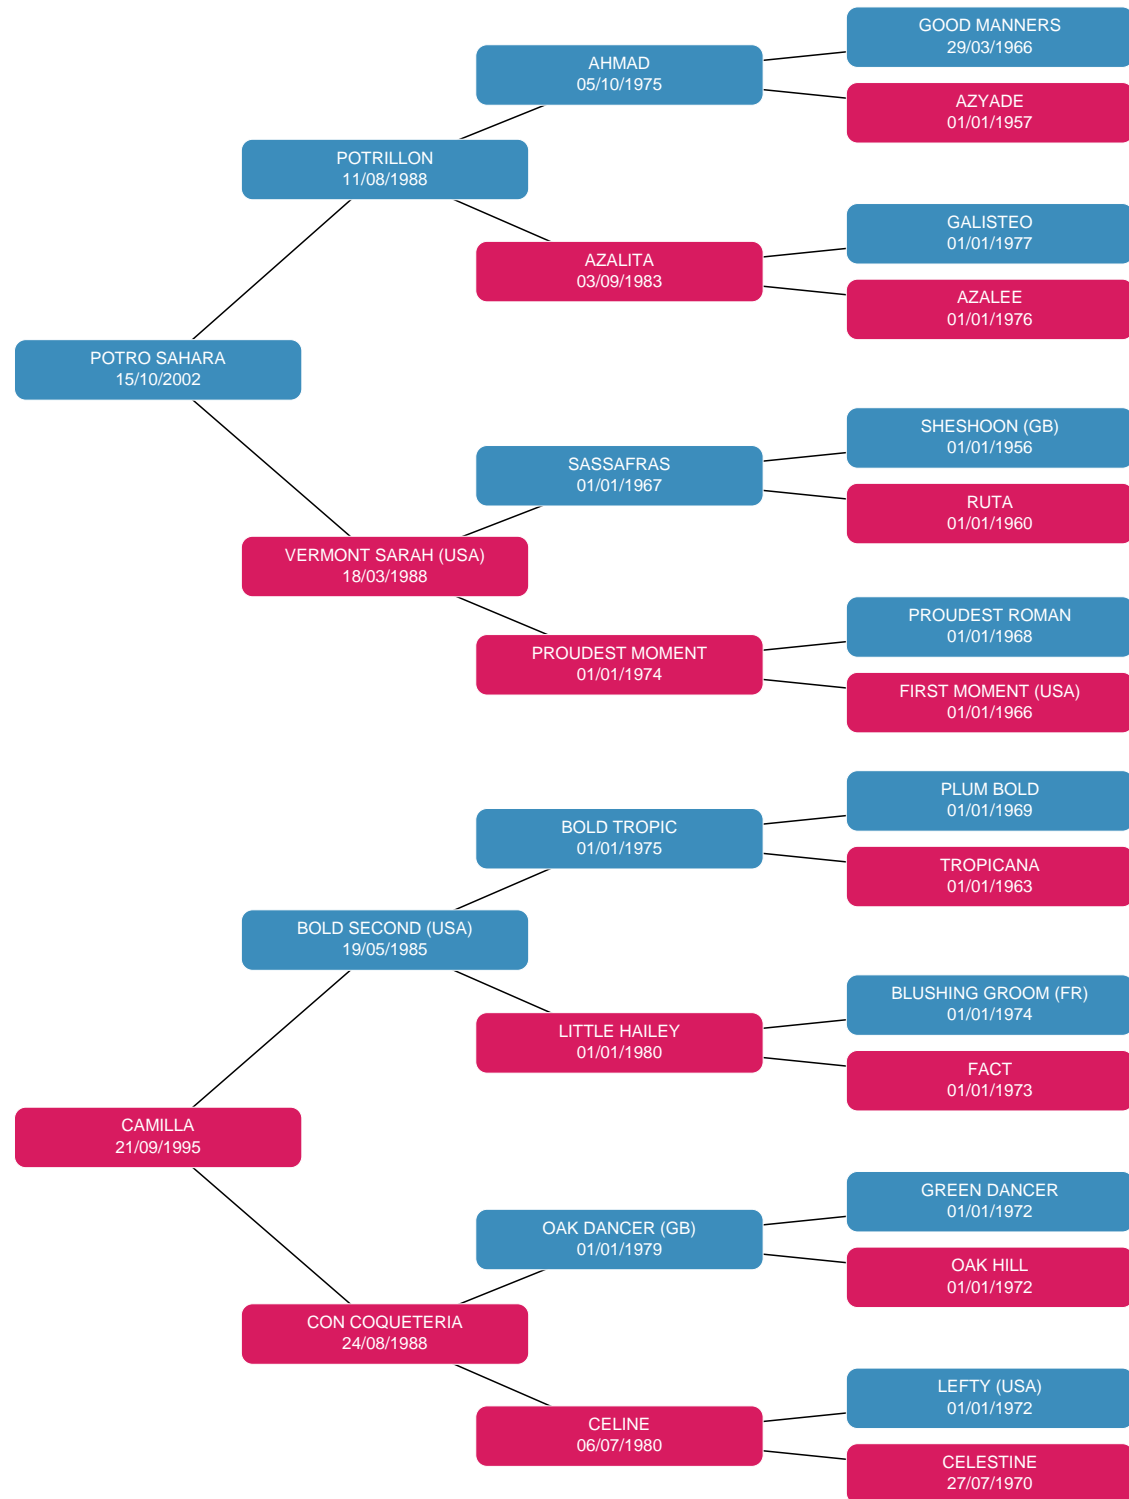 GOOD MANNERS
29/03/1966
AHMAD
05/10/1975
AZYADE
01/01/1957
POTRILLON
11/08/1988
GALISTEO
01/01/1977
AZALITA
03/09/1983
AZALEE
01/01/1976
POTRO SAHARA
15/10/2002
SHESHOON (GB)
01/01/1956
SASSAFRAS
01/01/1967
RUTA
01/01/1960
VERMONT SARAH (USA)
18/03/1988
PROUDEST ROMAN
01/01/1968
PROUDEST MOMENT
01/01/1974
FIRST MOMENT (USA)
01/01/1966
PLUM BOLD
01/01/1969
BOLD TROPIC
01/01/1975
TROPICANA
01/01/1963
BOLD SECOND (USA)
19/05/1985
BLUSHING GROOM (FR)
01/01/1974
LITTLE HAILEY
01/01/1980
FACT
01/01/1973
CAMILLA
21/09/1995
GREEN DANCER
01/01/1972
OAK DANCER (GB)
01/01/1979
OAK HILL
01/01/1972
CON COQUETERIA
24/08/1988
LEFTY (USA)
01/01/1972
CELINE
06/07/1980
CELESTINE
27/07/1970